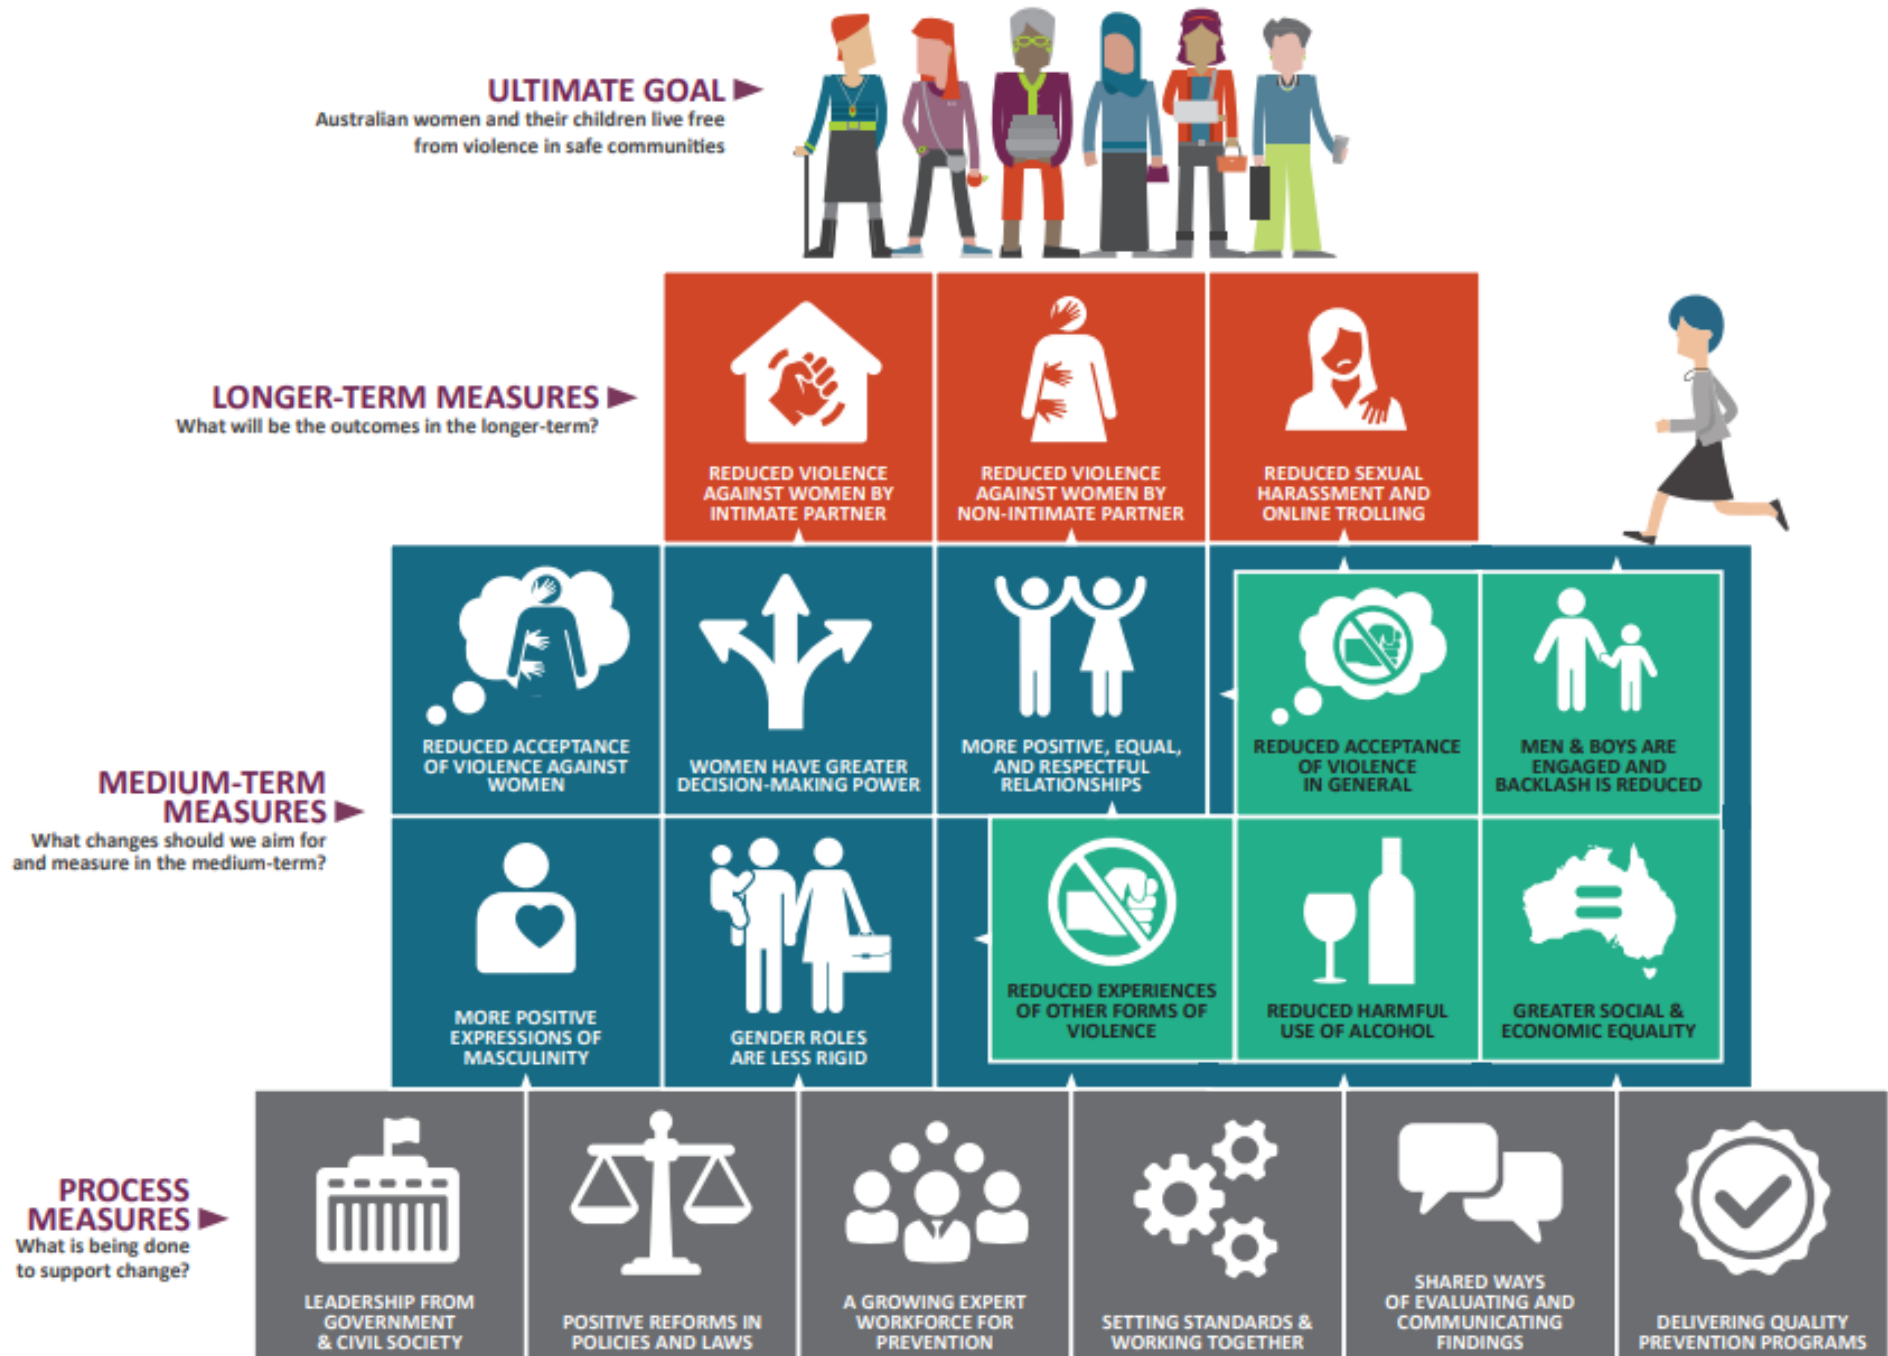 ULTIMATE GOAL
Australian women and their children live free
from violence in safe communities
LONGER-TERM MEASURES
What will be the outcomes in the longer-term?
REDUCED VIOLENCE
AGAINST WOMEN BY
INTIMATE PARTNER
REDUCED VIOLENCE
AGAINST WOMEN BY
NON-INTIMATE PARTNER
REDUCED SEXUAL
HARASSMENT AND
ONLINE TROLLING
MEDIUM-TERM
MEASURES
What changes should we aim for
and measure in the medium-term?
REDUCED ACCEPTANCE
OF VIOLENCE AGAINST
WOMEN
WOMEN HAVE GREATER
DECISION-MAKING POWER
MORE POSITIVE, EQUAL,
AND RESPECTFUL
RELATIONSHIPS
REDUCED ACCEPTANCE
OF VIOLENCE
IN GENERAL
MEN & BOYS ARE
ENGAGED AND
BACKLASH IS REDUCED
MORE POSITIVE
EXPRESSIONS OF
MASCULINITY
GENDER ROLES
ARE LESS RIGID
REDUCED EXPERIENCES
OF OTHER FORMS OF
VIOLENCE
REDUCED HARMFUL
USE OF ALCOHOL
GREATER SOCIAL &
ECONOMIC EQUALITY
PROCESS
MEASURES
What is being done
to support change?
LEADERSHIP FROM
GOVERNMENT
& CIVIL SOCIETY
POSITIVE REFORMS IN
POLICIES AND LAWS
A GROWING EXPERT
WORKFORCE FOR
PREVENTION
SETTING STANDARDS &
WORKING TOGETHER
SHARED WAYS
OF EVALUATING AND
COMMUNICATING
FINDINGS
DELIVERING QUALITY
PREVENTION PROGRAMS